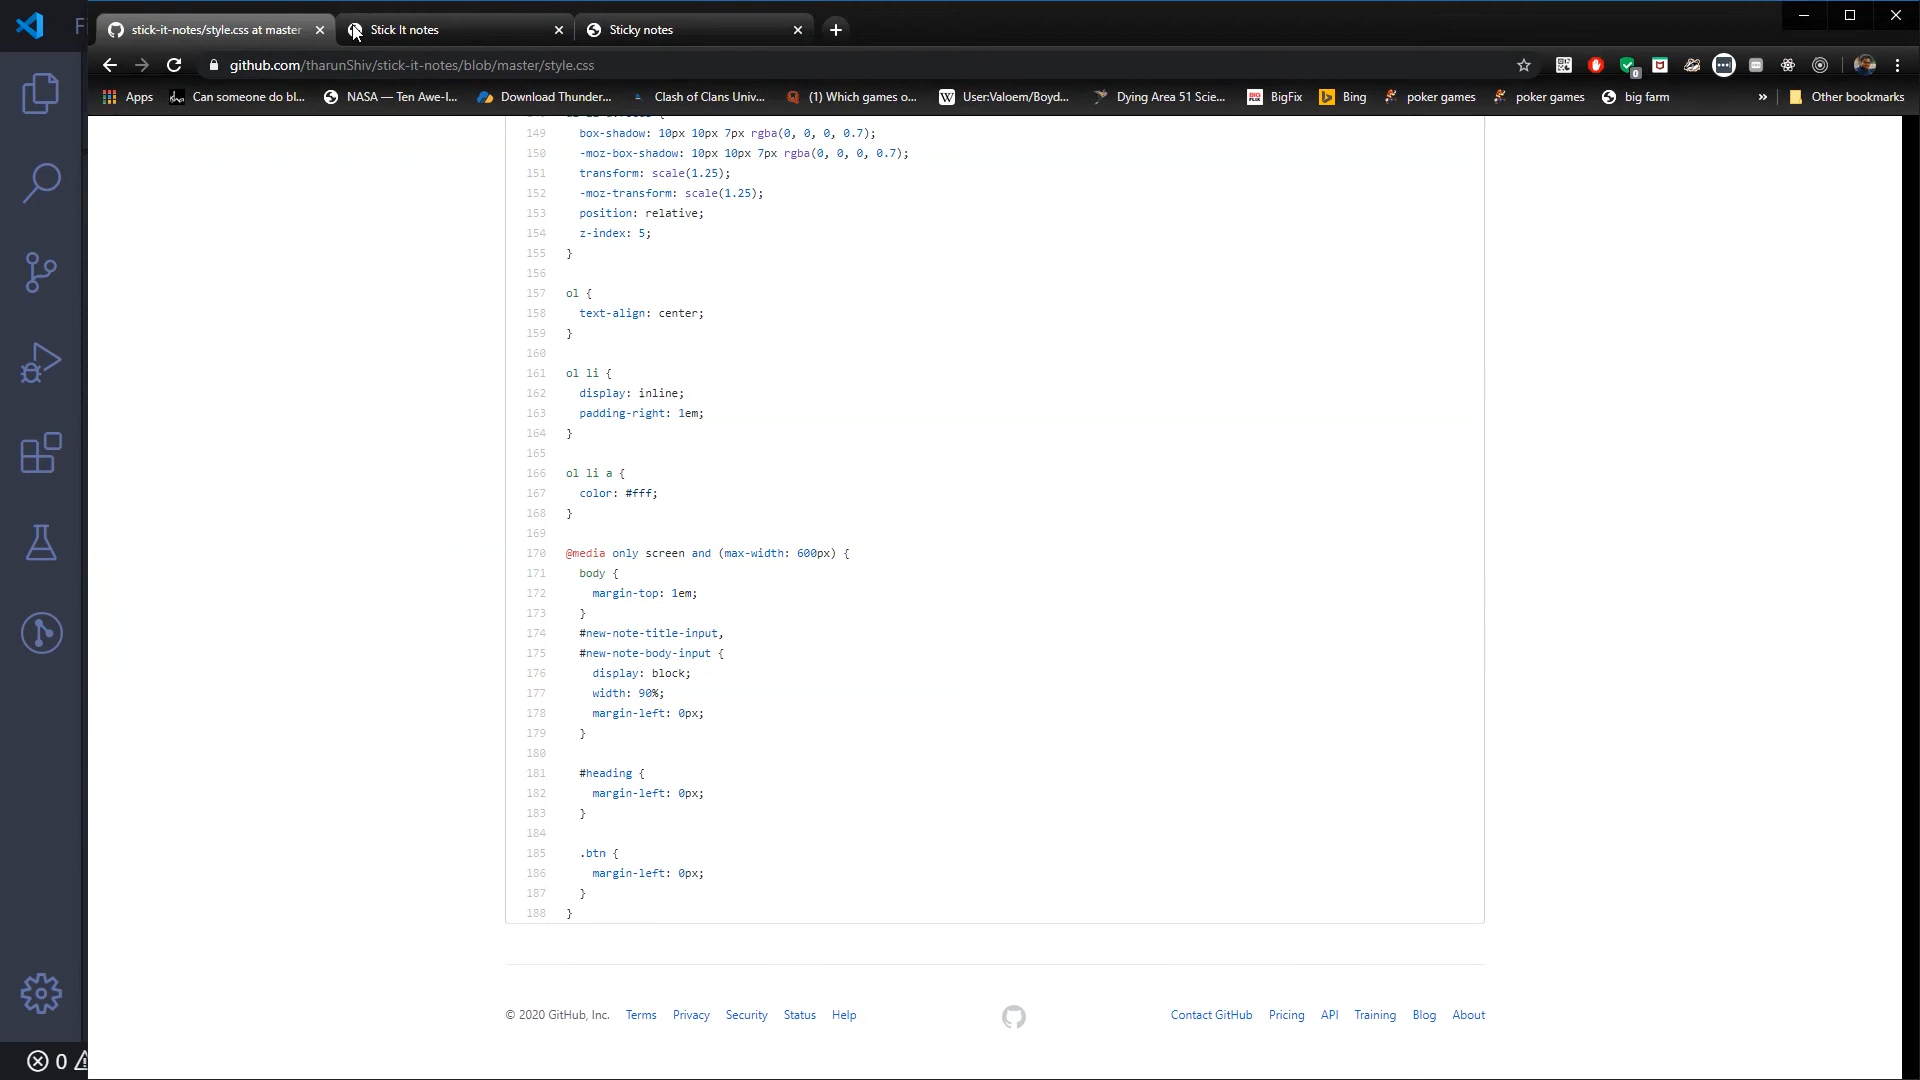 F
stick-it-notes/style.css at master
Stick It notes
Sticky notes
github.com/tharunShiv/stick-it-notes/blob/master/style.css
0
Apps
Can someone do bl...
NASA — Ten Awe-I...
Download Thunder...
Clash of Clans Univ...
(1) Which games o...
User:Valoem/Boyd...
Dying Area 51 Scie...
BigFix
Bing
poker games
poker games
big farm
»
Other bookmarks
149 box-shadow: 10px 10px 7px rgba(0, 0, 0, 0.7);
150 -moz-box-shadow: 10px 10px 7px rgba(0, 0, 0, 0.7);
151 transform: scale(1.25);
152 -moz-transform: scale(1.25);
153 position: relative;
154 z-index: 5;
155 }
156
157 ol {
158 text-align: center;
159 }
160
161 ol li {
162 display: inline;
163 padding-right: 1em;
164 }
165
166 ol li a {
167 color: #fff;
168 }
169
170 @media only screen and (max-width: 600px) {
171 body {
172 margin-top: 1em;
173 }
174 #new-note-title-input,
175 #new-note-body-input {
176 display: block;
177 width: 90%;
178 margin-left: 0px;
179 }
180
181 #heading {
182 margin-left: 0px;
183 }
184
185 .btn {
186 margin-left: 0px;
187 }
188 }
© 2020 GitHub, Inc. Terms Privacy Security Status Help
Contact GitHub Pricing API Training Blog About
0